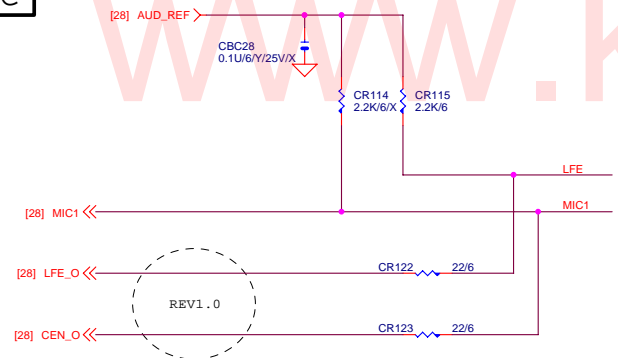 [28] AUD_REF
CBC28
0.1U/6/Y/25V/X
CR114
2.2K/6/X
CR115
2.2K/6
LFE
[28] MIC1
MIC1
[28] LFE_O
CR122
22/6
REV1.0
[28] CEN_O
CR123
22/6
WWW.K